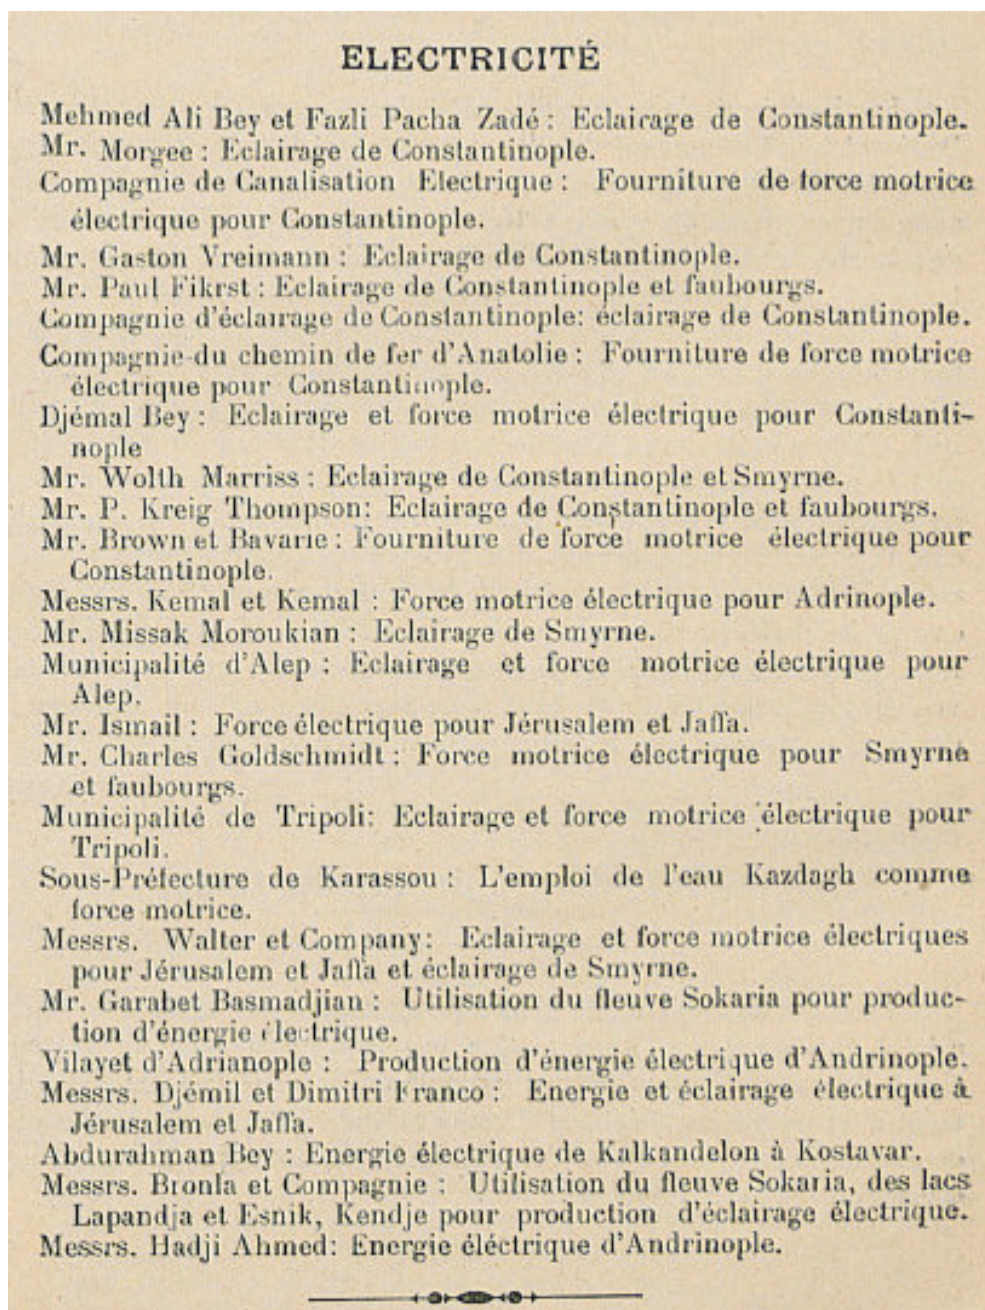 ELECTRICITÉ
Mehmed Ali Bey et Fazli Pacha Zadé : Eclairage de Constantinople.
Mr. Morgee : Eclairage de Constantinople.
Compagnie de Canalisation Electrique : Fourniture de force motrice
électrique pour Constantinople.
Mr. Gaston Vreimann : Eclairage de Constantinople.
Mr. Paul Fikrst : Eclairage de Constantinople et faubourgs.
Compagnie d'éclairage de Constantinople: éclairage de Constantinople.
Compagnie du chemin de fer d'Anatolie : Fourniture de force motrice
électrique pour Constantinople.
Djémal Bey : Eclairage et force motrice électrique pour Constanti-
nople
Mr. Wolth Marriss : Eclairage de Constantinople et Smyrne.
Mr. P. Kreig Thompson: Eclairage de Constantinople et faubourgs.
Mr. Brown et Bavarie : Fourniture de force motrice électrique pour
Constantinople.
Messrs. Kemal et Kemal : Force motrice électrique pour Adrinople.
Mr. Missak Moroukian : Eclairage de Smyrne.
Municipalité d'Alep : Eclairage et force motrice électrique pour
Alep.
Mr. Ismail : Force électrique pour Jérusalem et Jaffa.
Mr. Charles Goldschmidt : Force motrice électrique pour Smyrne
et faubourgs.
Municipalité de Tripoli: Eclairage et force motrice électrique pour
Tripoli.
Sous-Préfecture de Karassou : L'emploi de l'eau Kazdagh comme
force motrice.
Messrs. Walter et Company: Eclairage et force motrice électriques
pour Jérusalem et Jaffa et éclairage de Smyrne.
Mr. Garabet Basmadjian : Utilisation du fleuve Sokaria pour produc-
tion d'énergie électrique.
Vilayet d'Adrianople : Production d'énergie électrique d'Andrinople.
Messrs. Djémil et Dimitri Franco : Energie et éclairage électrique à
Jérusalem et Jaffa.
Abdurahman Bey : Energie électrique de Kalkandelon à Kostavar.
Messrs. Bronla et Compagnie : Utilisation du fleuve Sokaria, des lacs
Lapandja et Esnik, Kendje pour production d'éclairage électrique.
Messrs. Hadji Ahmed: Energie éléctrique d'Andrinople.